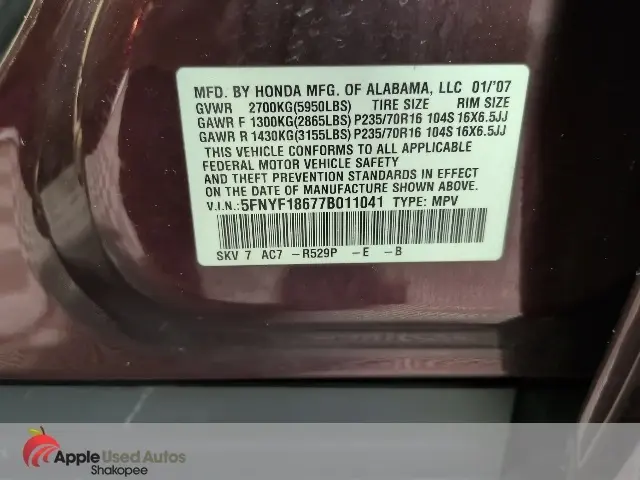 MFD. BY HONDA MFG. OF ALABAMA, LLC 01/'07
GVWR 2700KG(5950LBS) TIRE SIZE RIM SIZE
GAWR F 1300KG(2865LBS) P235/70R16 104S 16X6.5JJ
GAWR R 1430KG(3155LBS) P235/70R16 104S 16X6.5JJ
THIS VEHICLE CONFORMS TO ALL APPLICABLE
FEDERAL MOTOR VEHICLE SAFETY
AND THEFT PREVENTION STANDARDS IN EFFECT
ON THE DATE OF MANUFACTURE SHOWN ABOVE.
V.I.N.: 5FNYF18677B011041 TYPE: MPV
SKV 7 AC7 -R529P -E -B
Apple Used Autos
Shakopee